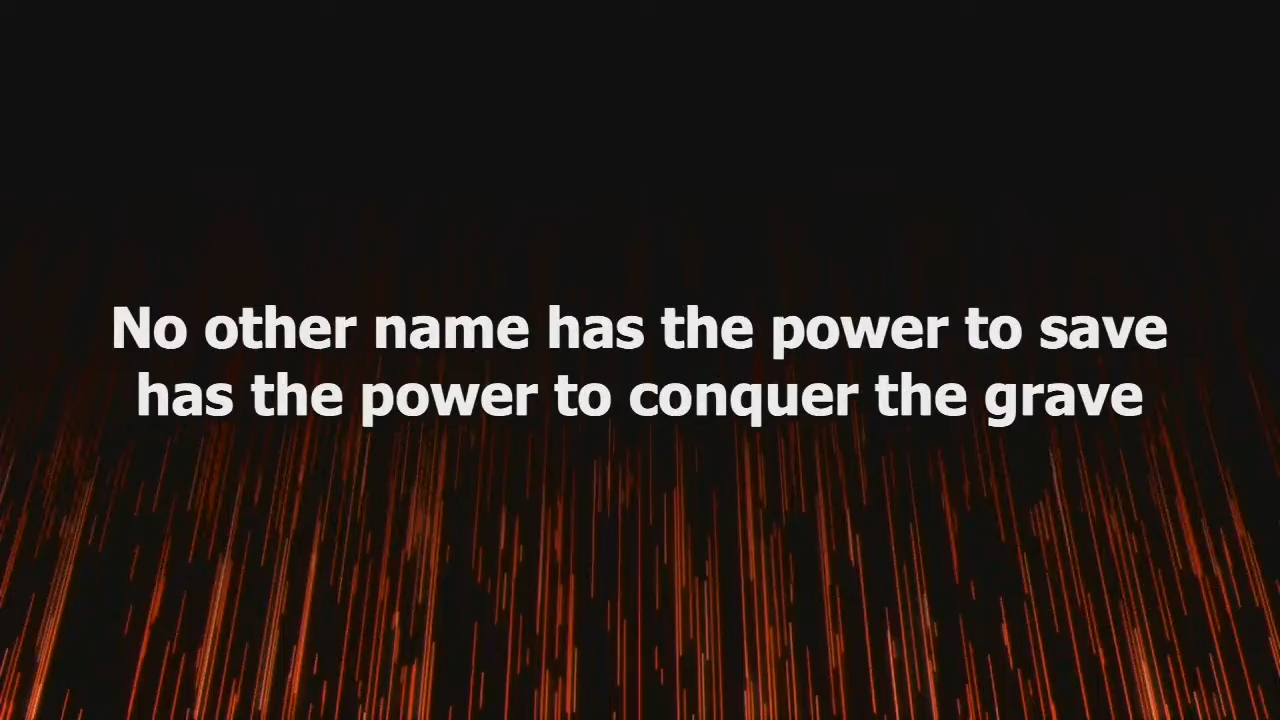 No other name has the power to save
has the power to conquer the grave